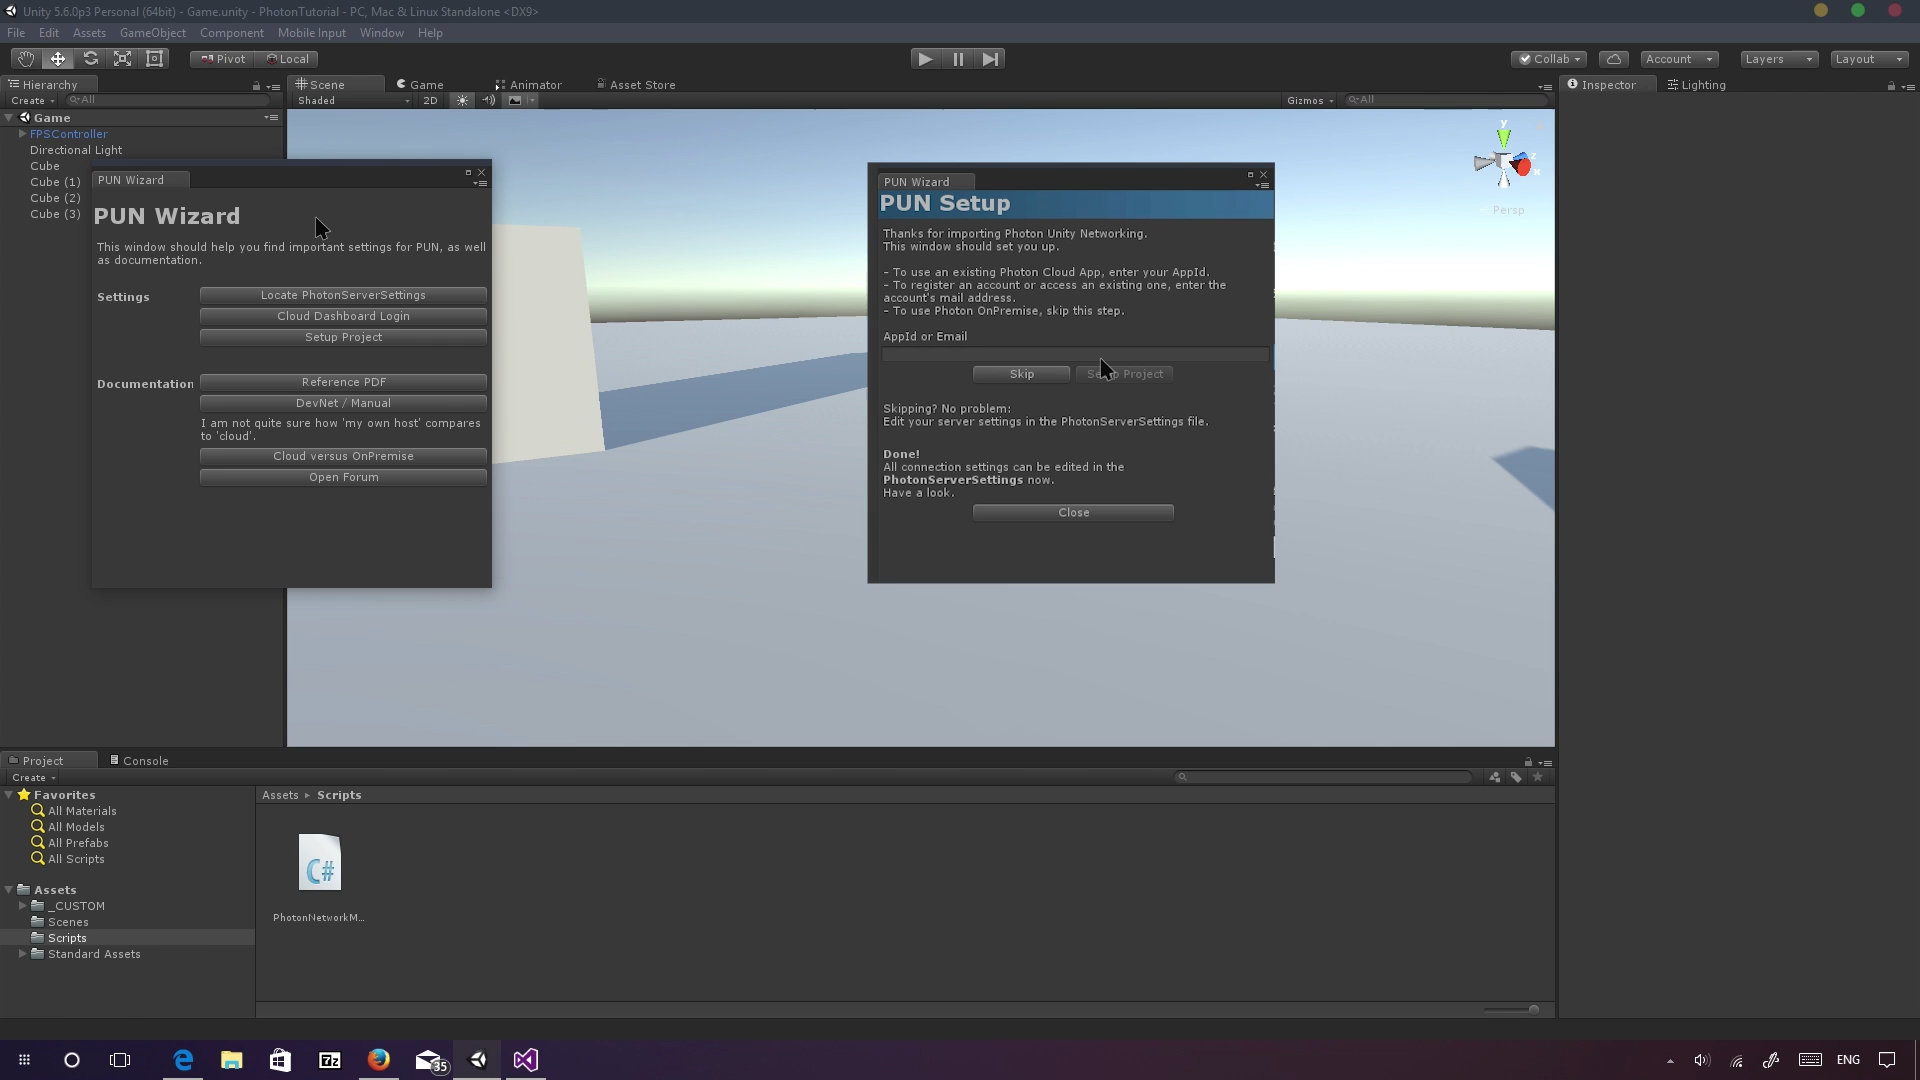 Unity 5.6.0p3 Personal (64bit) - Game.unity - PhotonTutorial - PC, Mac & Linux Standalone <DX9>
File Edit Assets GameObject Component Mobile Input Window Help
Pivot Local Collab Account Layers Layout
Hierarchy Scene Game Animator Asset Store Inspector Lighting
Create All Shaded 2D Gizmos All
Game
FPSController
Directional Light
Cube
Cube (1)
Cube (2)
Cube (3)
PUN Wizard
PUN Wizard
This window should help you find important settings for PUN, as well
as documentation.
Settings
Locate PhotonServerSettings
Cloud Dashboard Login
Setup Project
Documentation
Reference PDF
DevNet / Manual
I am not quite sure how 'my own host' compares
to 'cloud'.
Cloud versus OnPremise
Open Forum
PUN Wizard
PUN Setup
Thanks for importing Photon Unity Networking.
This window should set you up.
- To use an existing Photon Cloud App, enter your AppId.
- To register an account or access an existing one, enter the
account's mail address.
- To use Photon OnPremise, skip this step.
AppId or Email
Skip Project
Skipping? No problem:
Edit your server settings in the PhotonServerSettings file.
Done!
All connection settings can be edited in the
PhotonServerSettings now.
Have a look.
Close
y
z
x
Persp
Project Console
Create
Favorites
All Materials
All Models
All Prefabs
All Scripts
Assets
_CUSTOM
Scenes
Scripts
Standard Assets
Assets Scripts
C#
PhotonNetworkM...
7z
35
ENG